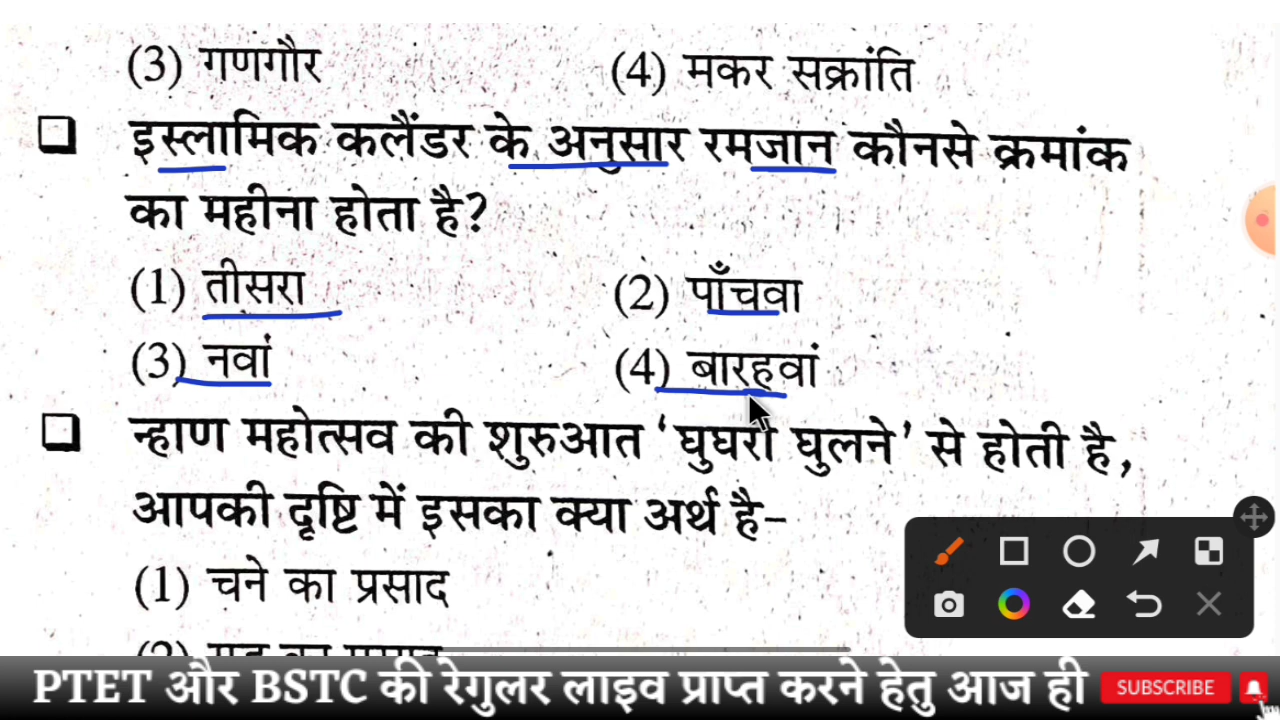 (3) गणगौर (4) मकर सक्रांति
❑ इस्लामिक कलैंडर के अनुसार रमजान कौनसे क्रमांक
का महीना होता है?
(1) तीसरा (2) पाँचवा
(3) नवां (4) बारहवां
❑ न्हाण महोत्सव की शुरुआत ‘घुघरी घुलने’ से होती है,
आपकी दृष्टि में इसका क्या अर्थ है-
(1) चने का प्रसाद
PTET और BSTC की रेगुलर लाइव प्राप्त करने हेतु आज ही SUBSCRIBE